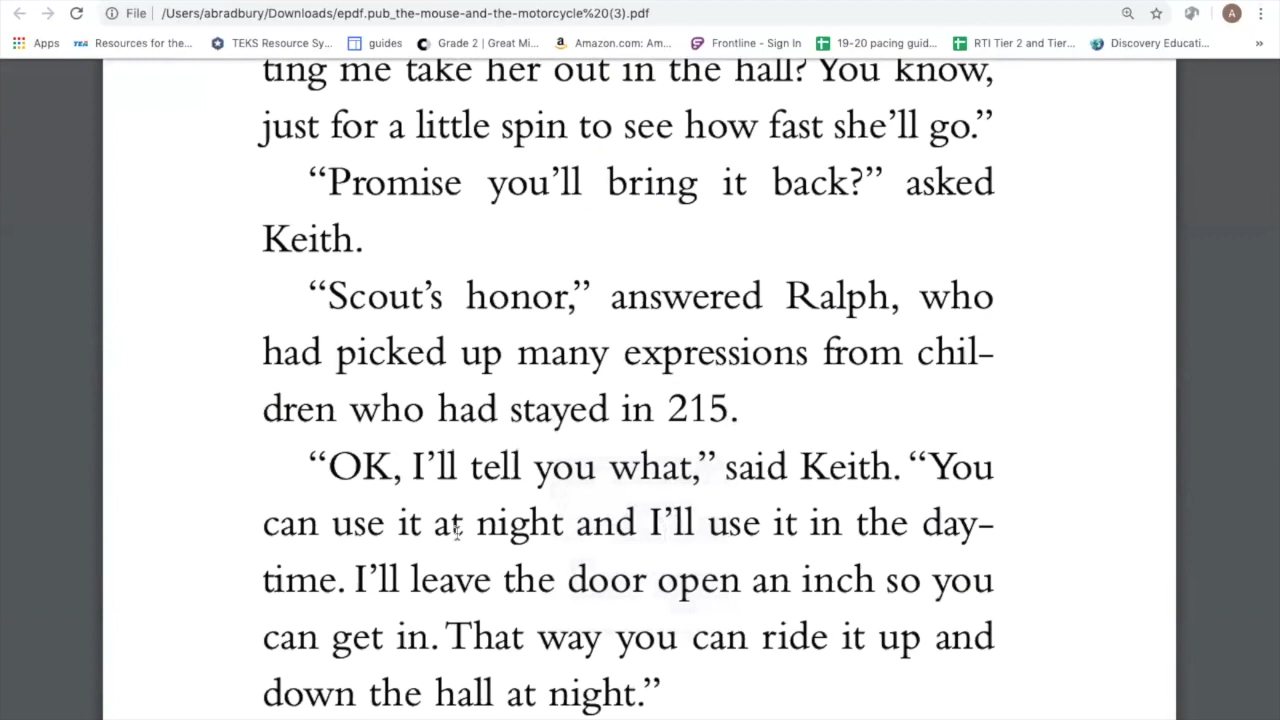 File | /Users/abradbury/Downloads/epdf.pub_the-mouse-and-the-motorcycle%20(3).pdf A
Apps TEA Resources for the... TEKS Resource Sy... guides Grade 2 | Great Mi... Amazon.com: Am... Frontline - Sign In 19-20 pacing guid... RTI Tier 2 and Tier... Discovery Educati... »
ting me take her out in the hall? You know,
just for a little spin to see how fast she’ll go.”
“Promise you’ll bring it back?” asked
Keith.
“Scout’s honor,” answered Ralph, who
had picked up many expressions from chil-
dren who had stayed in 215.
“OK, I’ll tell you what,” said Keith. “You
can use it at night and I’ll use it in the day-
time. I’ll leave the door open an inch so you
can get in. That way you can ride it up and
down the hall at night.”